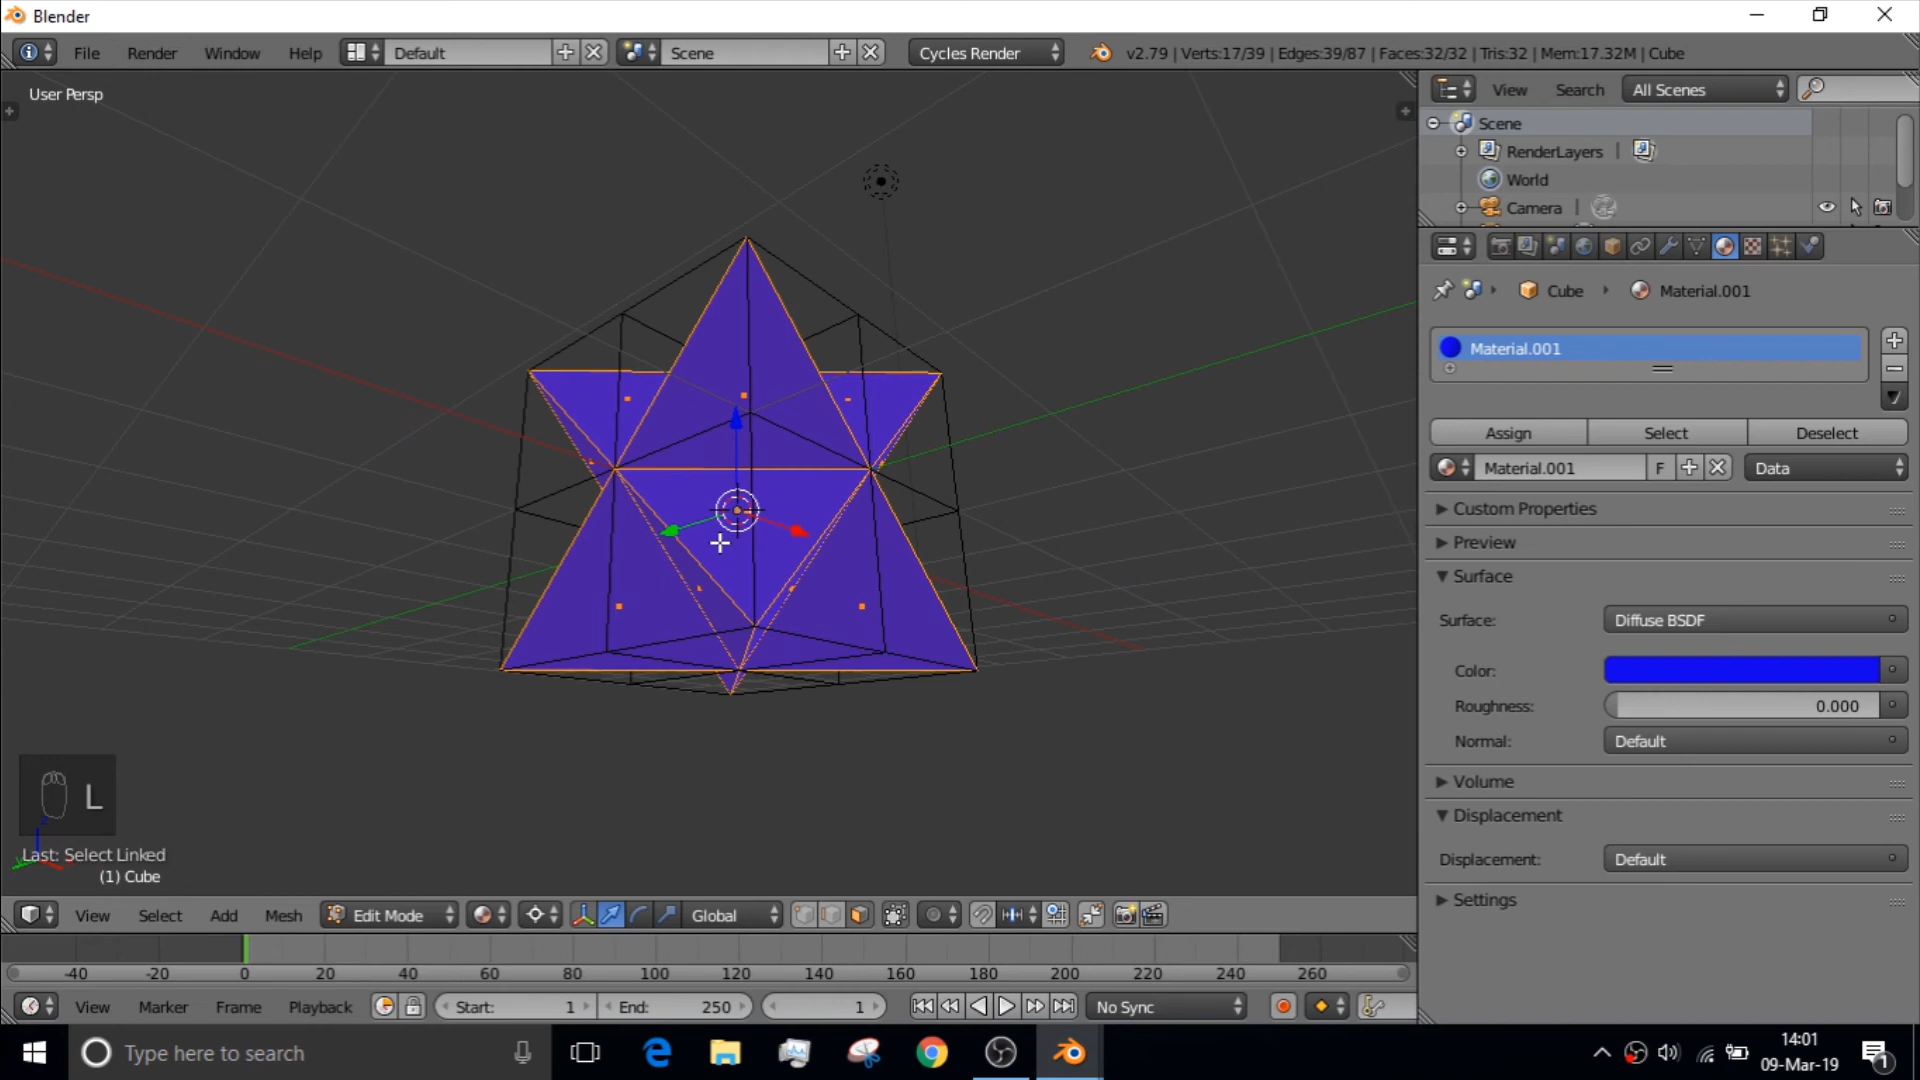 Blender
File Render Window Help Default Scene Cycles Render v2.79 | Verts:17/39 | Edges:39/87 | Faces:32/32 | Tris:32 | Mem:17.32M | Cube
User Persp
View Search All Scenes
Scene
RenderLayers |
World
Camera |
Cube Material.001
Material.001
Assign Select Deselect
Material.001 F Data
Custom Properties
Preview
Surface
Surface: Diffuse BSDF
Color:
Roughness: 0.000
Normal: Default
Volume
Displacement
Displacement: Default
Settings
L
Last: Select Linked
(1) Cube
View Select Add Mesh Edit Mode Global
-40 -20 0 20 40 60 80 100 120 140 160 180 200 220 240 260
View Marker Frame Playback Start: 1 End: 250 1 No Sync
Type here to search
14:01
09-Mar-19
1